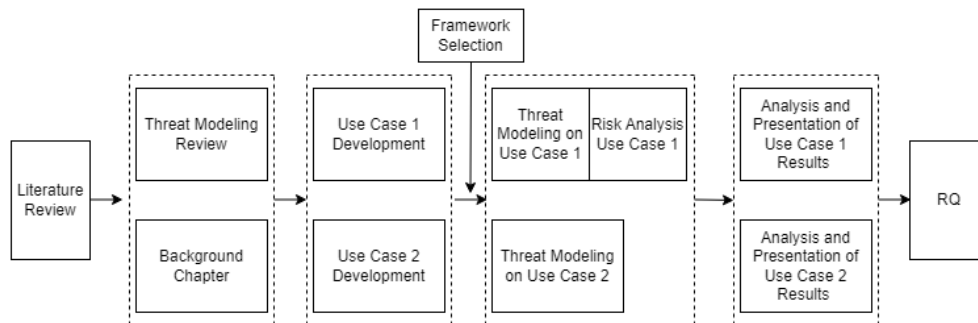 Framework
Selection
Literature
Review
Threat Modeling
Review
Background
Chapter
Use Case 1
Development
Use Case 2
Development
Threat
Modeling on
Use Case 1
Risk Analysis
Use Case 1
Threat Modeling
on Use Case 2
Analysis and
Presentation of
Use Case 1
Results
Analysis and
Presentation of
Use Case 2
Results
RQ